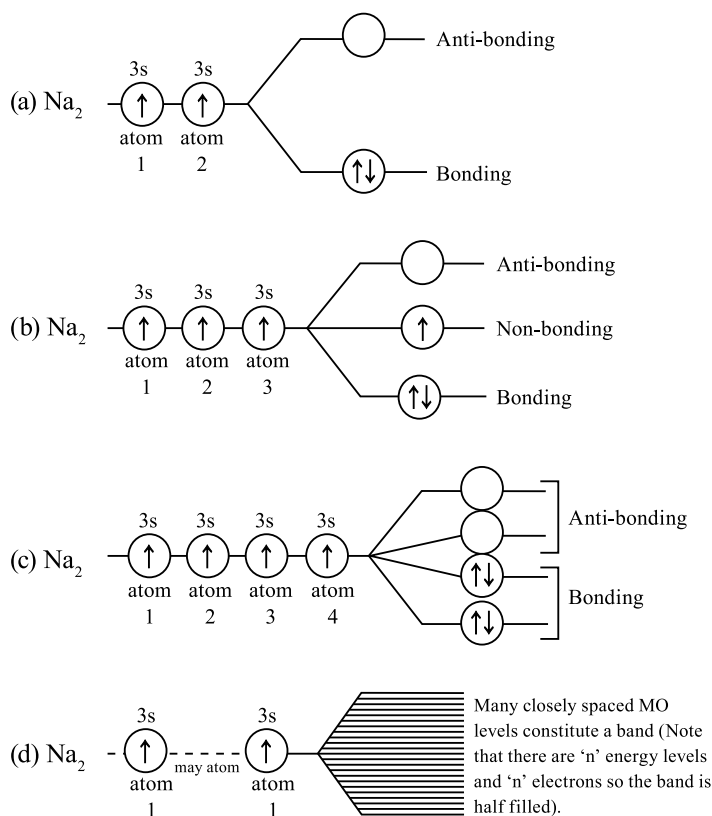 Anti-bonding
3s 3s
(a) Na2
atom atom
1 2
Bonding
Anti-bonding
3s 3s 3s
(b) Na2
Non-bonding
atom atom atom
1 2 3
Bonding
3s 3s 3s 3s
Anti-bonding
(c) Na2
atom atom atom atom
1 2 3 4
Bonding
3s 3s
(d) Na2
may atom
atom atom
1 1
Many closely spaced MO
levels constitute a band (Note
that there are ‘n’ energy levels
and ‘n’ electrons so the band is
half filled).